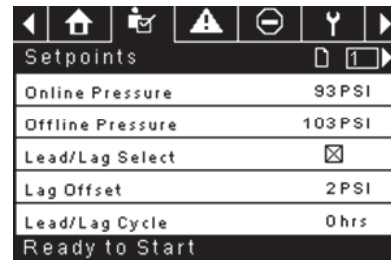 Setpoints 1
Online Pressure 93PSI
Offline Pressure 103PSI
Lead/Lag Select
Lag Offset 2PSI
Lead/Lag Cycle 0hrs
Ready to Start